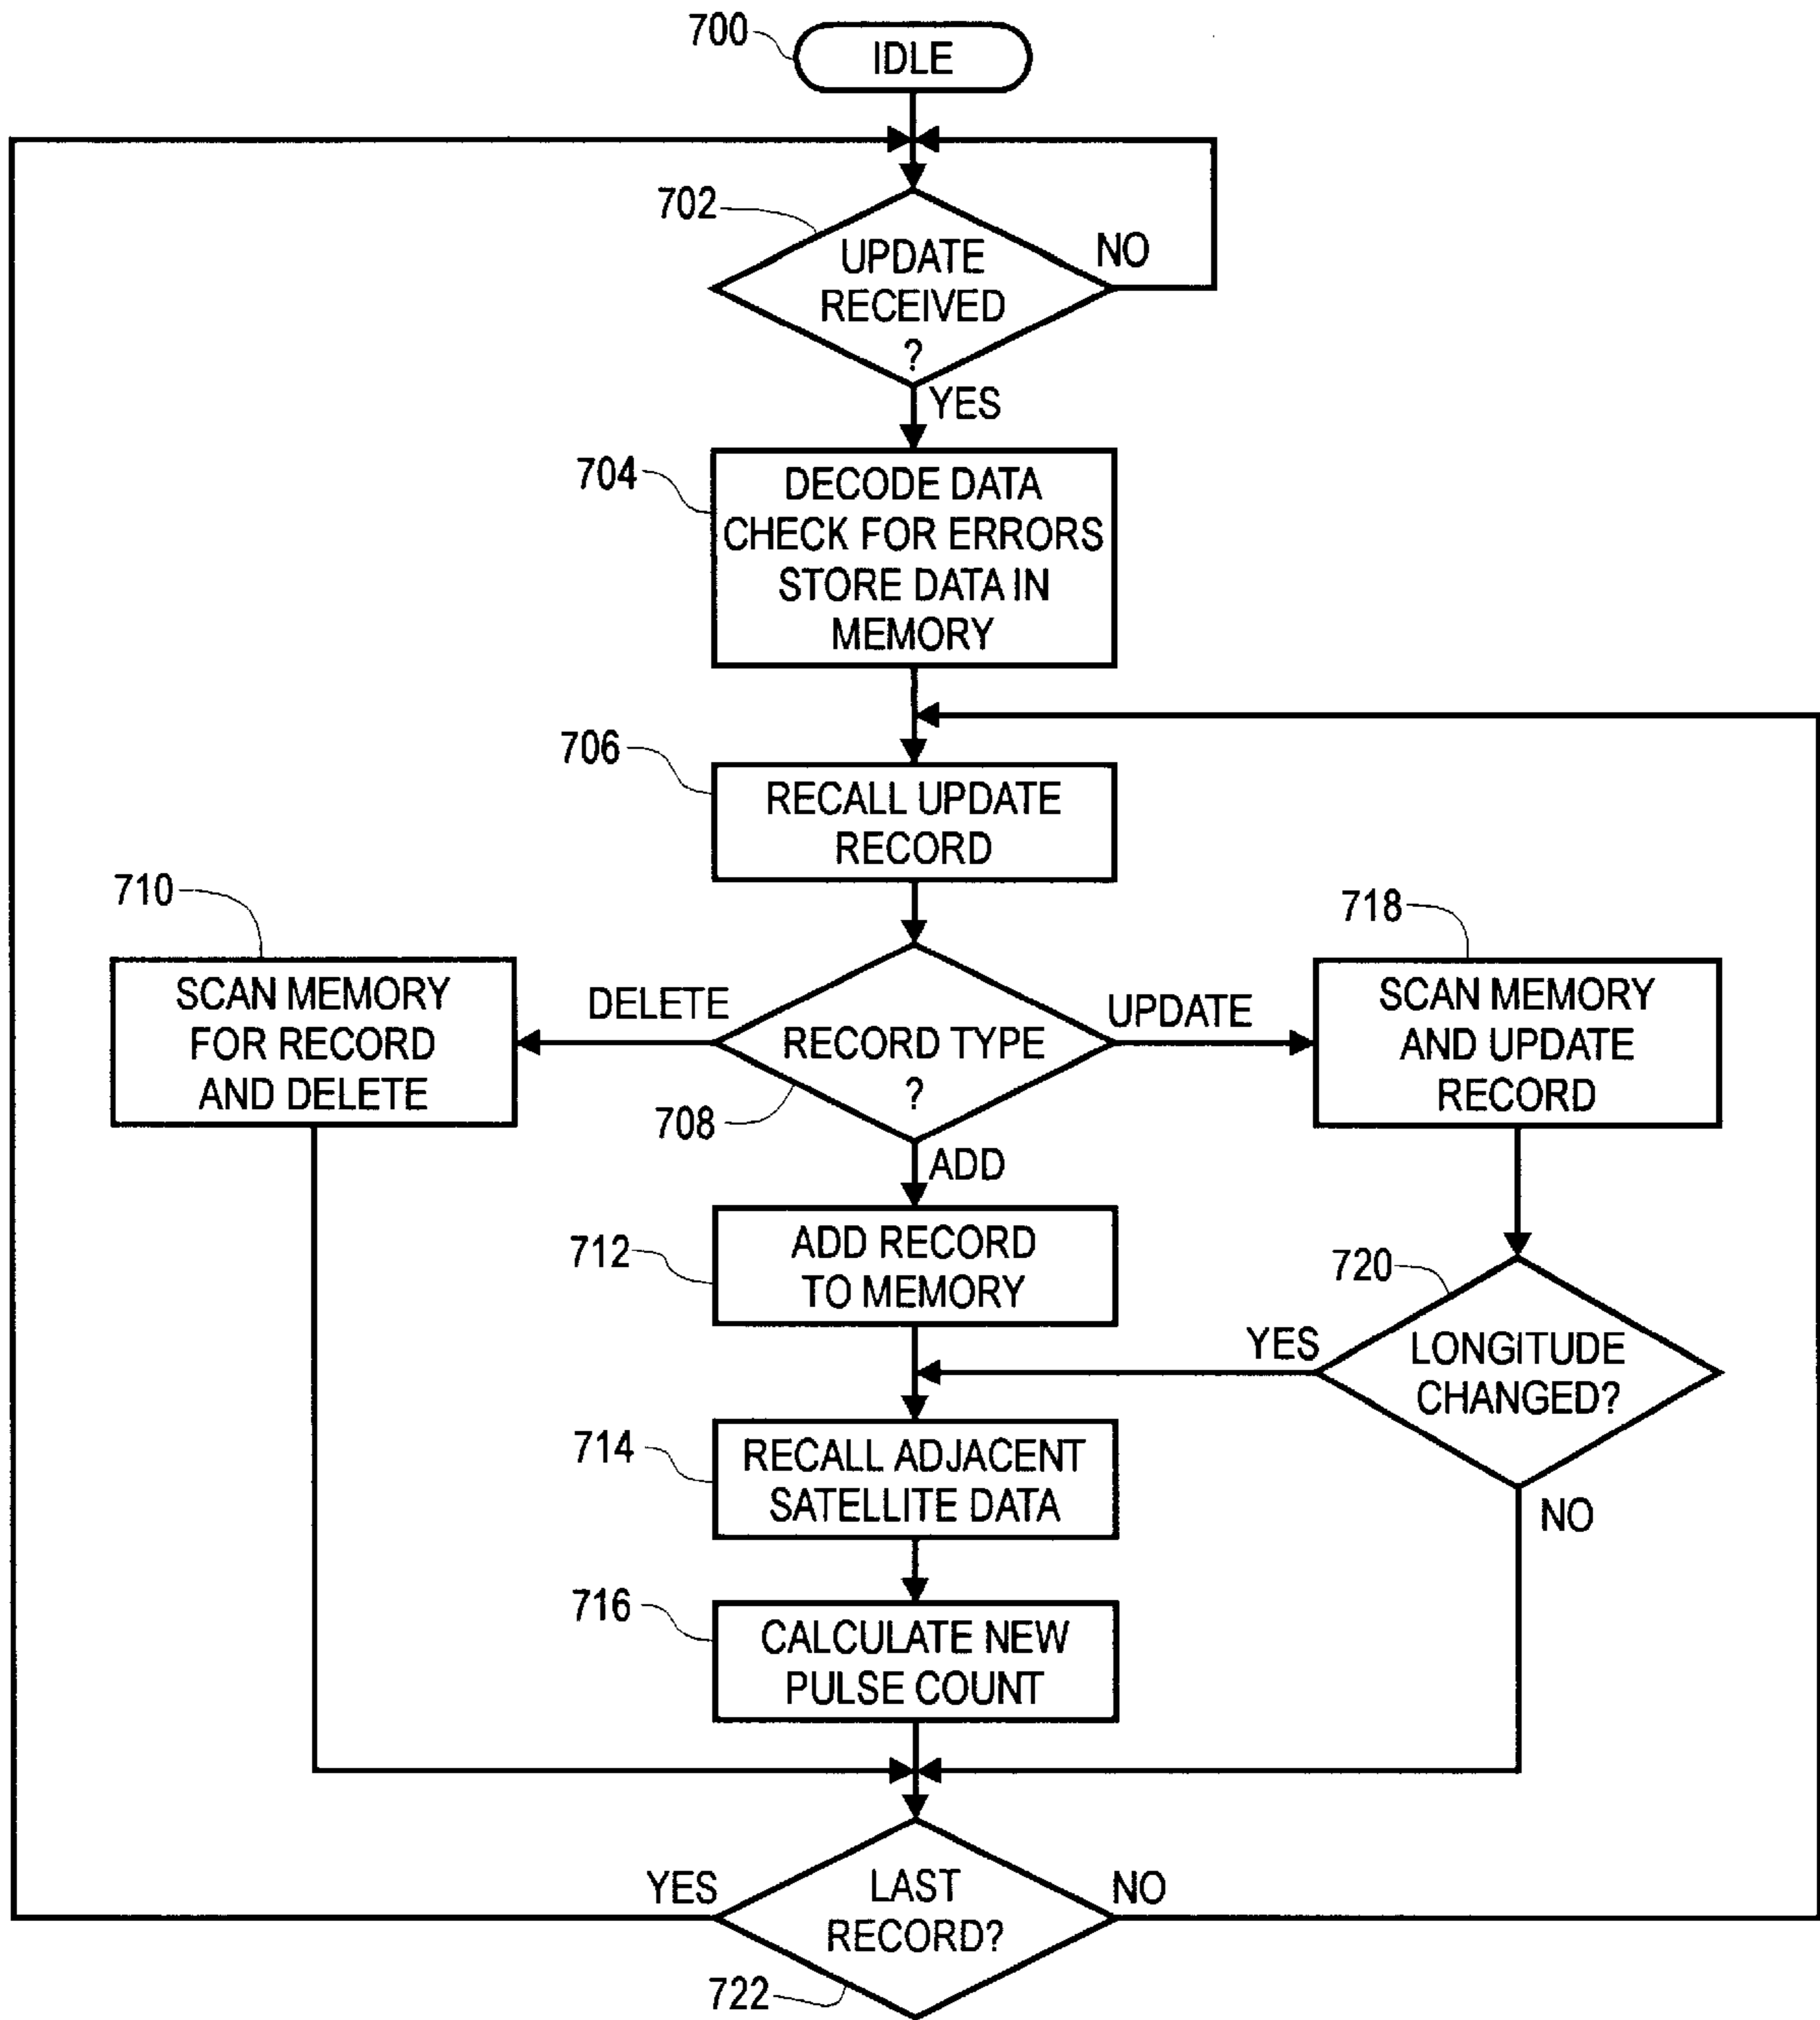 700
IDLE
702
UPDATE
RECEIVED
?
NO
YES
704
DECODE DATA
CHECK FOR ERRORS
STORE DATA IN
MEMORY
706
RECALL UPDATE
RECORD
710
SCAN MEMORY
FOR RECORD
AND DELETE
DELETE
RECORD TYPE
?
708
UPDATE
718
SCAN MEMORY
AND UPDATE
RECORD
ADD
712
ADD RECORD
TO MEMORY
720
LONGITUDE
CHANGED?
YES
NO
714
RECALL ADJACENT
SATELLITE DATA
716
CALCULATE NEW
PULSE COUNT
YES
LAST
RECORD?
NO
722